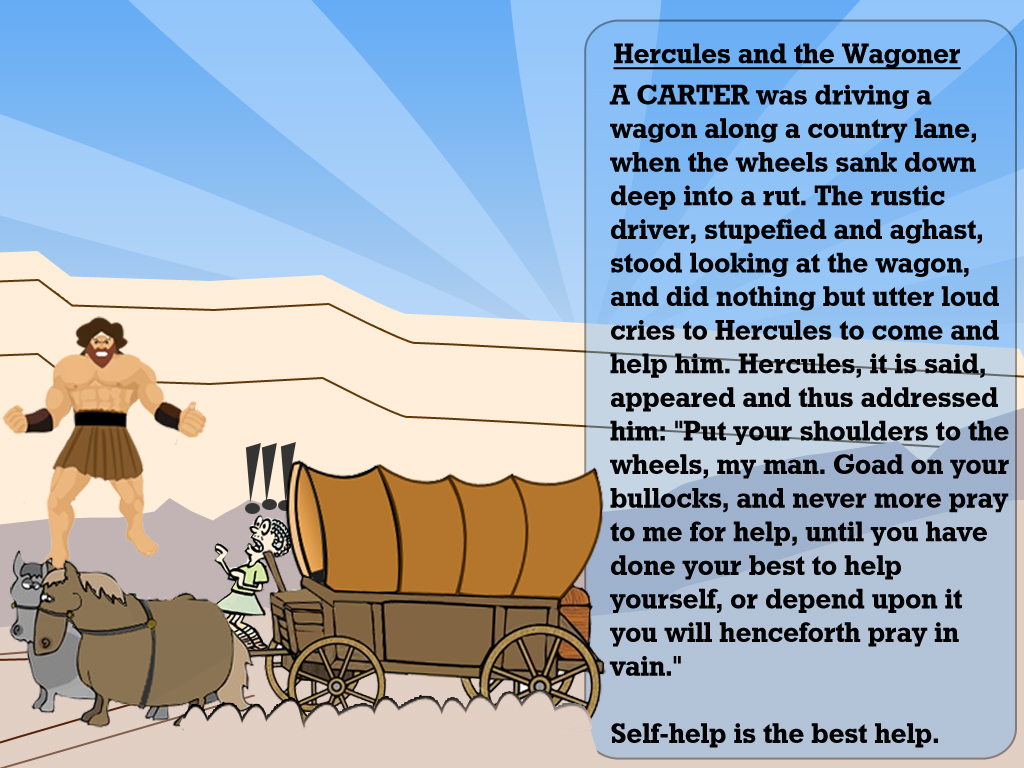 Hercules and the Wagoner
A CARTER was driving a
wagon along a country lane,
when the wheels sank down
deep into a rut. The rustic
driver, stupefied and aghast,
stood looking at the wagon,
and did nothing but utter loud
cries to Hercules to come and
help him. Hercules, it is said,
appeared and thus addressed
him: "Put your shoulders to the
wheels, my man. Goad on your
bullocks, and never more pray
to me for help, until you have
done your best to help
yourself, or depend upon it
you will henceforth pray in
vain."
Self-help is the best help.
!!!